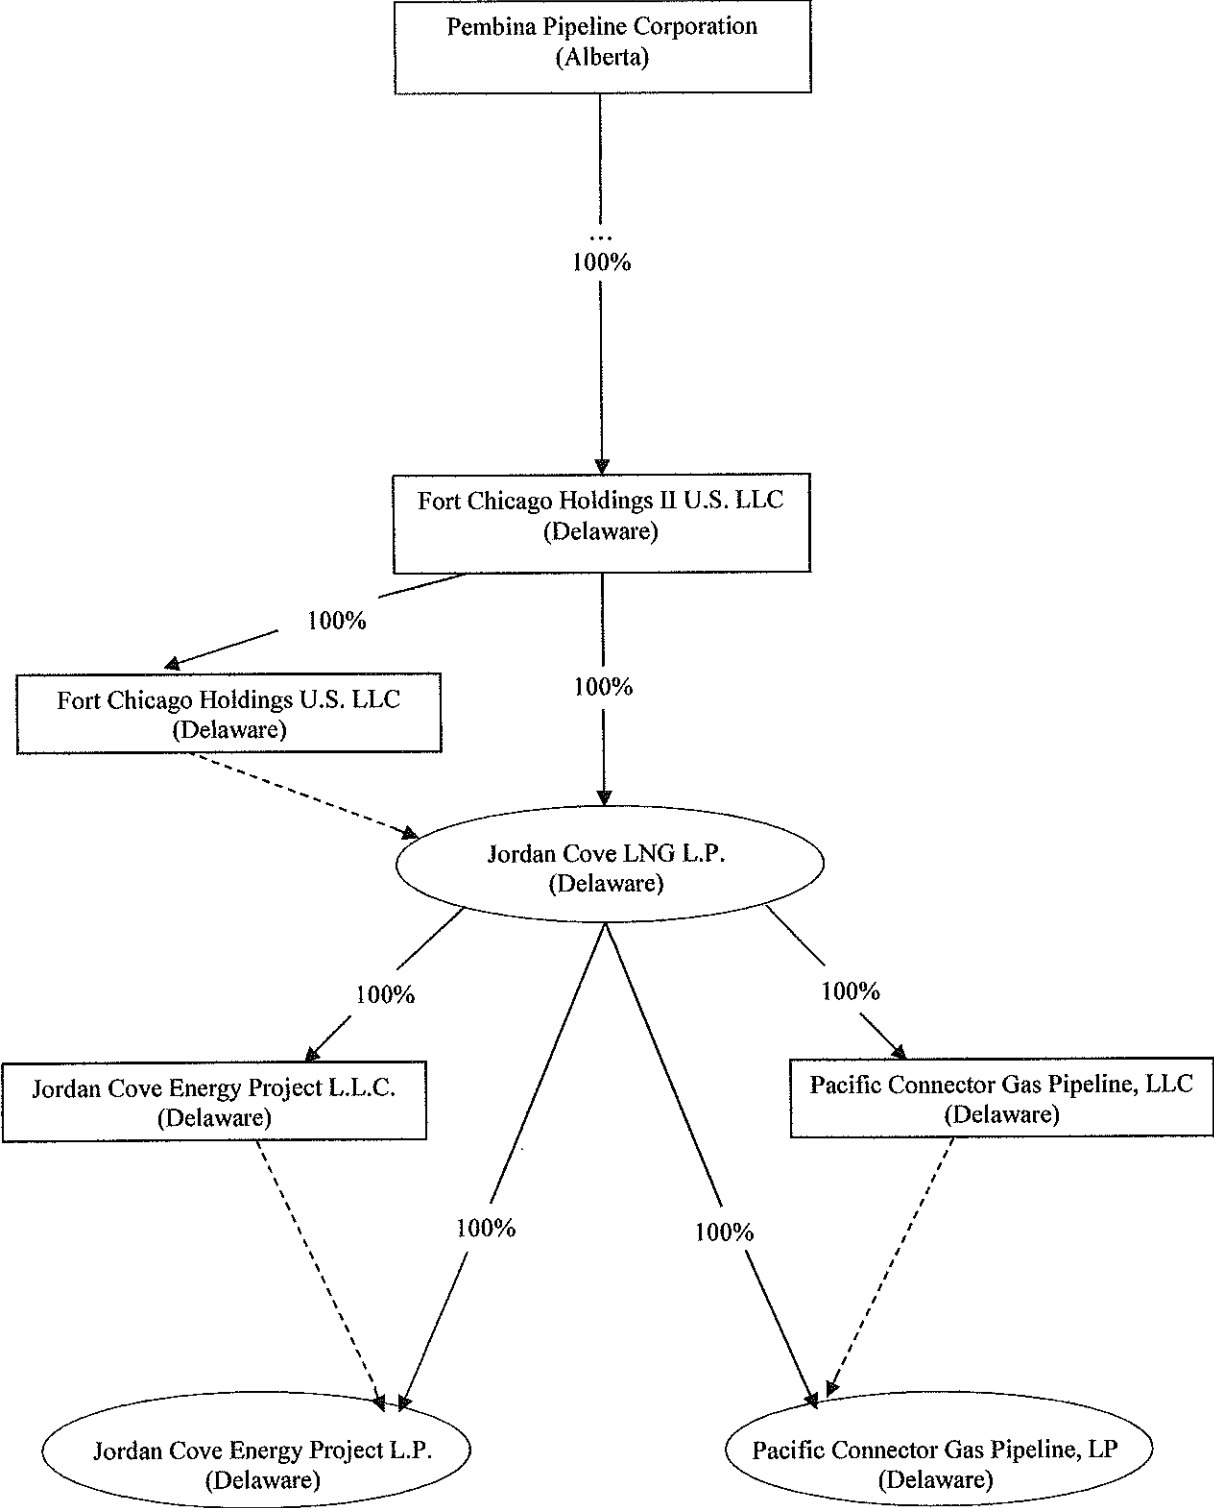 Pembina Pipeline Corporation
(Alberta)
...
100%
Fort Chicago Holdings II U.S. LLC
(Delaware)
100%
Fort Chicago Holdings U.S. LLC
(Delaware)
100%
Jordan Cove LNG L.P.
(Delaware)
100%
100%
Jordan Cove Energy Project L.L.C.
(Delaware)
Pacific Connector Gas Pipeline, LLC
(Delaware)
100%
100%
Jordan Cove Energy Project L.P.
(Delaware)
Pacific Connector Gas Pipeline, LP
(Delaware)